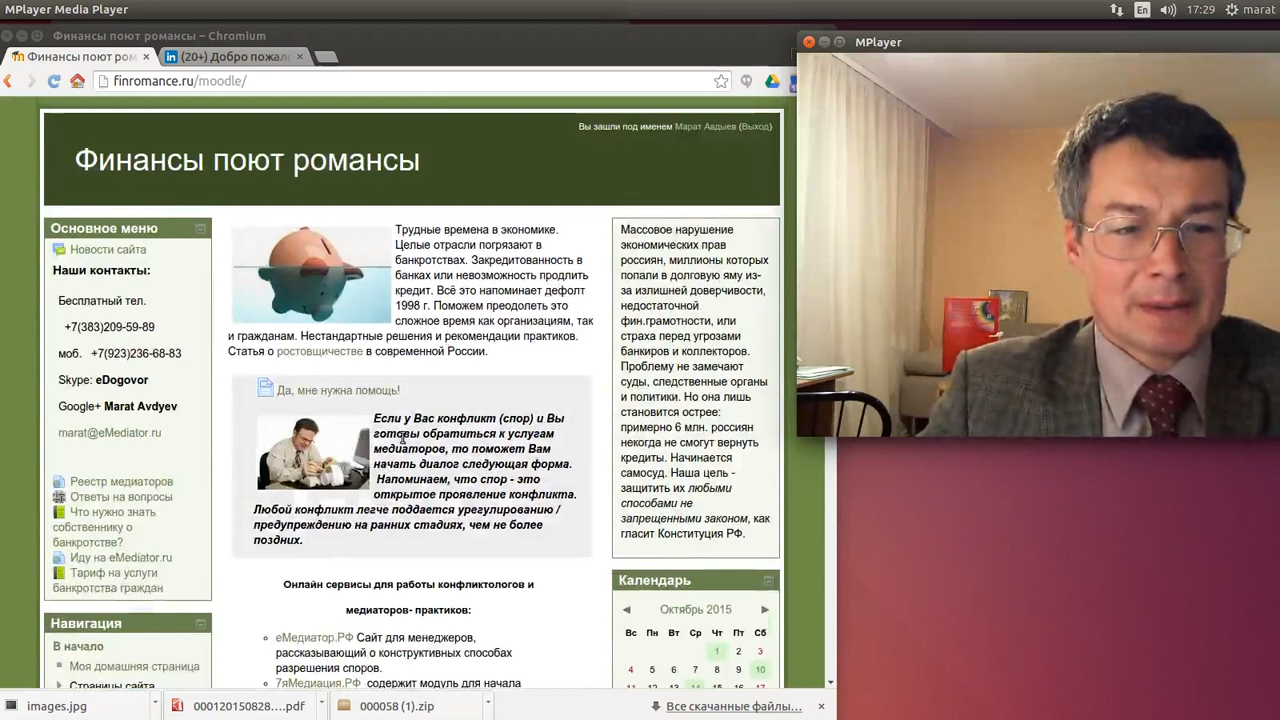 MPlayer Media Player
En
17:29
marat
Финансы поют романсы – Chromium
Финансы поют ром
(20+) Добро пожал
finromance.ru/moodle/
MPlayer
Вы зашли под именем Марат Авдыев (Выход)
Финансы поют романсы
Основное меню
Новости сайта
Наши контакты:
Бесплатный тел.
+7(383)209-59-89
моб. +7(923)236-68-83
Skype: eDogovor
Google+ Marat Avdyev
marat@eMediator.ru
Реестр медиаторов
Ответы на вопросы
Что нужно знать
собственнику о
банкротстве?
Иду на eMediator.ru
Тариф на услуги
банкротства граждан
Навигация
В начало
Моя домашняя страница
Страницы сайта
Трудные времена в экономике.
Целые отрасли погрязают в
банкротствах. Закредитованность в
банках или невозможность продлить
кредит. Всё это напоминает дефолт
1998 г. Поможем преодолеть это
сложное время как организациям, так
и гражданам. Нестандартные решения и рекомендации практиков.
Статья о ростовщичестве в современной России.
Да, мне нужна помощь!
Если у Вас конфликт (спор) и Вы
готовы обратиться к услугам
медиаторов, то поможет Вам
начать диалог следующая форма.
Напоминаем, что спор - это
открытое проявление конфликта.
Любой конфликт легче поддается урегулированию /
предупреждению на ранних стадиях, чем не более
поздних.
Онлайн сервисы для работы конфликтологов и
медиаторов- практиков:
еМедиатор.РФ Сайт для менеджеров,
рассказывающий о конструктивных способах
разрешения споров.
7яМедиация.РФ содержит модуль для начала
Массовое нарушение
экономических прав
россиян, миллионы которых
попали в долговую яму из-
за излишней доверчивости,
недостаточной
фин.грамотности, или
страха перед угрозами
банкиров и коллекторов.
Проблему не замечают
суды, следственные органы
и политики. Но она лишь
становится острее:
примерно 6 млн. россиян
некогда не смогут вернуть
кредиты. Начинается
самосуд. Наша цель -
защитить их любыми
способами не
запрещенными законом, как
гласит Конституция РФ.
Календарь
Октябрь 2015
Вс Пн Вт Ср Чт Пт Сб
1 2 3
4 5 6 7 8 9 10
11 12 13 14 15 16 17
images.jpg
000120150828....pdf
000058 (1).zip
Все скачанные файлы...